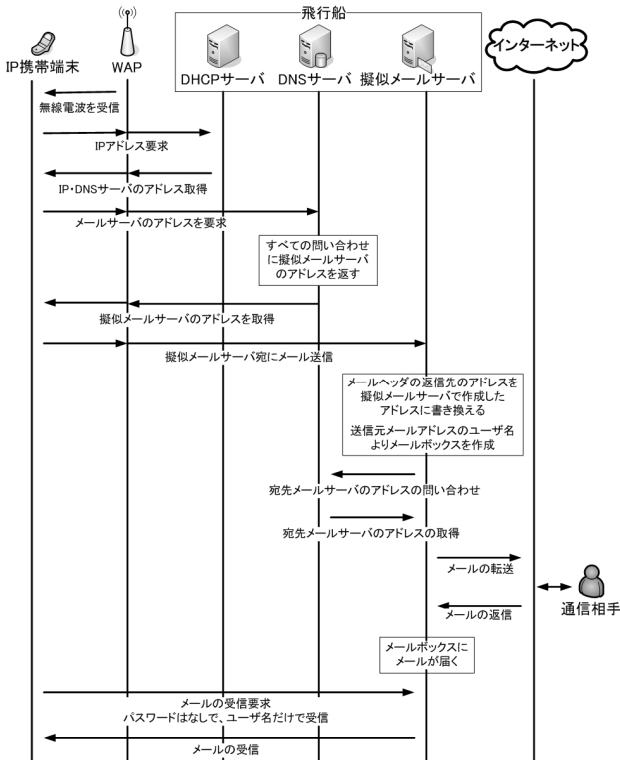 飛行船
IP携帯端末
WAP
DHCPサーバ
DNSサーバ
擬似メールサーバ
インターネット
無線電波を受信
IPアドレス要求
IP・DNSサーバのアドレス取得
メールサーバのアドレスを要求
すべての問い合わせ
に擬似メールサーバ
のアドレスを返す
擬似メールサーバのアドレスを取得
擬似メールサーバ宛にメール送信
メールヘッダの返信先のアドレスを
擬似メールサーバで作成した
アドレスに書き換える
送信元メールアドレスのユーザ名
よりメールボックスを作成
宛先メールサーバのアドレスの問い合わせ
宛先メールサーバのアドレスの取得
メールの転送
通信相手
メールの返信
メールボックスに
メールが届く
メールの受信要求
パスワードはなしで、ユーザ名だけで受信
メールの受信